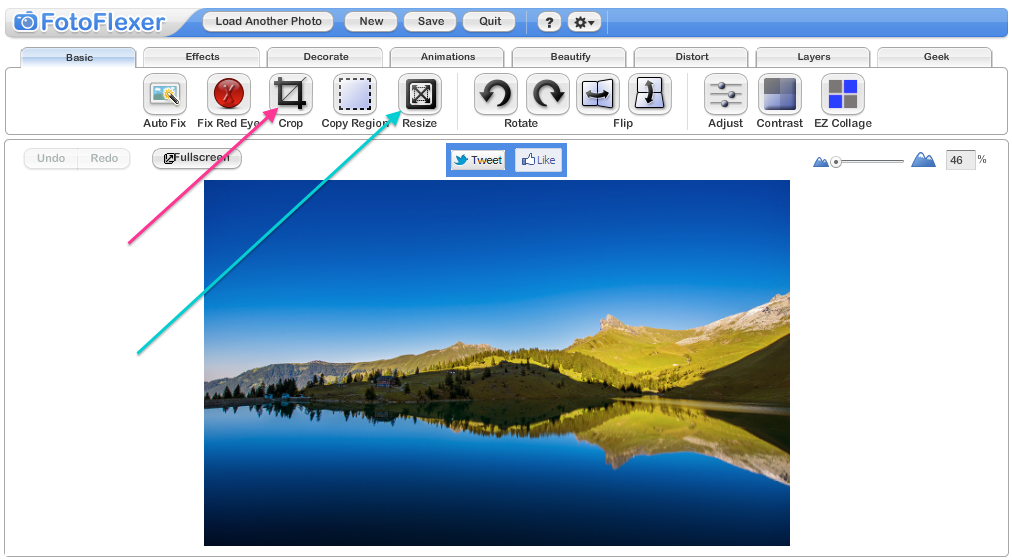 FotoFlexer
Load Another Photo New Save Quit ?
Basic Effects Decorate Animations Beautify Distort Layers Geek
Auto Fix Fix Red Eye Crop Copy Region Resize Rotate Flip Adjust Contrast EZ Collage
Undo Redo Fullscreen Tweet Like 46 %